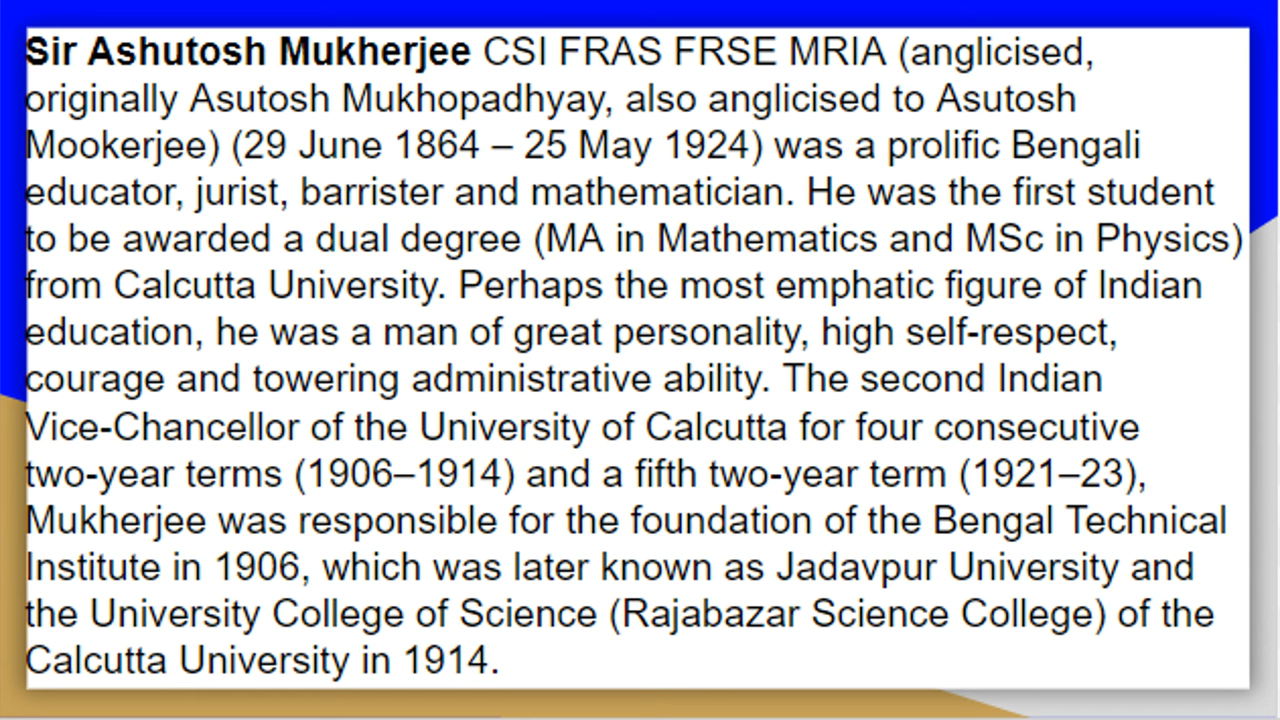 Sir Ashutosh Mukherjee CSI FRAS FRSE MRIA (anglicised,
originally Asutosh Mukhopadhyay, also anglicised to Asutosh
Mookerjee) (29 June 1864 – 25 May 1924) was a prolific Bengali
educator, jurist, barrister and mathematician. He was the first student
to be awarded a dual degree (MA in Mathematics and MSc in Physics)
from Calcutta University. Perhaps the most emphatic figure of Indian
education, he was a man of great personality, high self-respect,
courage and towering administrative ability. The second Indian
Vice-Chancellor of the University of Calcutta for four consecutive
two-year terms (1906–1914) and a fifth two-year term (1921–23),
Mukherjee was responsible for the foundation of the Bengal Technical
Institute in 1906, which was later known as Jadavpur University and
the University College of Science (Rajabazar Science College) of the
Calcutta University in 1914.